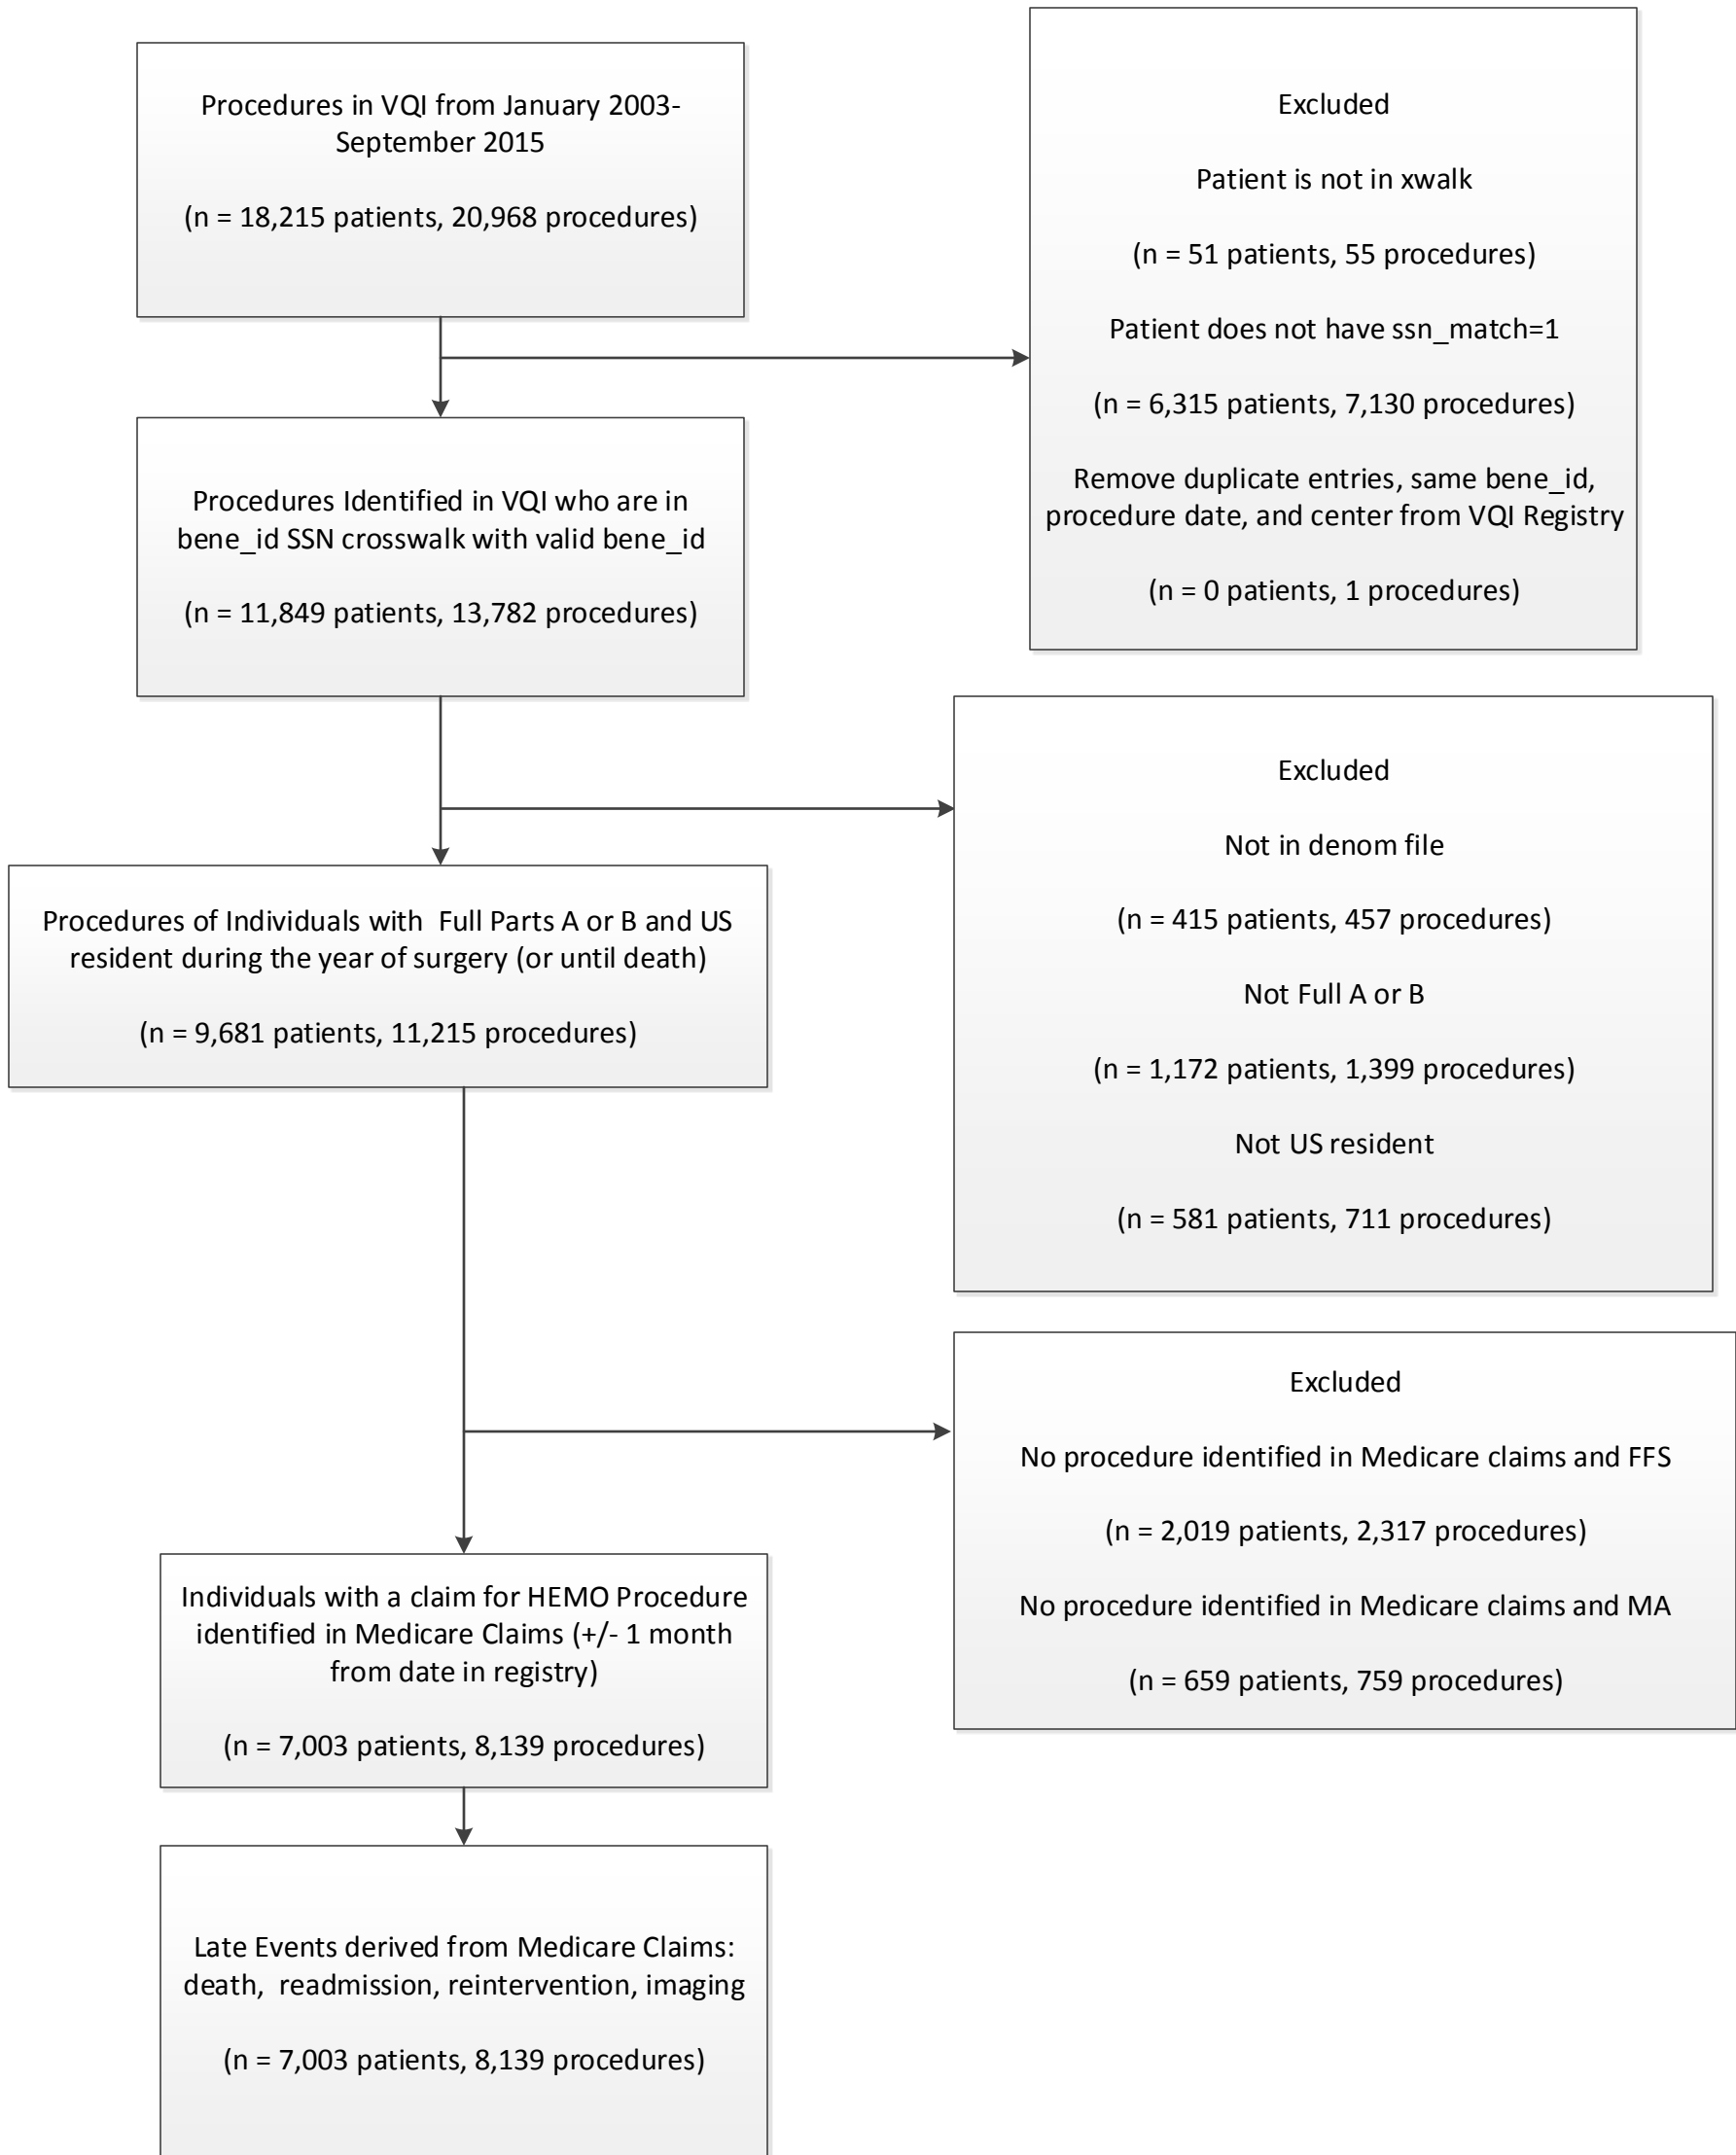 Procedures in VQI from January 2003-
September 2015
(n = 18,215 patients, 20,968 procedures)
Excluded
Patient is not in xwalk
(n = 51 patients, 55 procedures)
Patient does not have ssn_match=1
(n = 6,315 patients, 7,130 procedures)
Remove duplicate entries, same bene_id,
procedure date, and center from VQI Registry
(n = 0 patients, 1 procedures)
Procedures Identified in VQI who are in
bene_id SSN crosswalk with valid bene_id
(n = 11,849 patients, 13,782 procedures)
Excluded
Not in denom file
(n = 415 patients, 457 procedures)
Not Full A or B
(n = 1,172 patients, 1,399 procedures)
Not US resident
(n = 581 patients, 711 procedures)
Procedures of Individuals with  Full Parts A or B and US
resident during the year of surgery (or until death)
(n = 9,681 patients, 11,215 procedures)
Excluded
No procedure identified in Medicare claims and FFS
(n = 2,019 patients, 2,317 procedures)
No procedure identified in Medicare claims and MA
(n = 659 patients, 759 procedures)
Individuals with a claim for HEMO Procedure
identified in Medicare Claims (+/- 1 month
from date in registry)
(n = 7,003 patients, 8,139 procedures)
Late Events derived from Medicare Claims:
death,  readmission, reintervention, imaging
(n = 7,003 patients, 8,139 procedures)